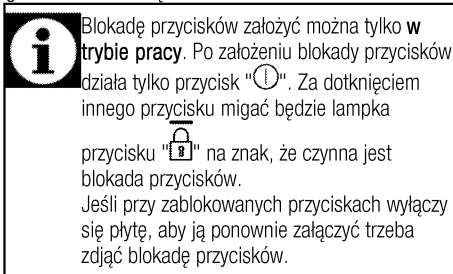 Blokadę przycisków założyć można tylko w
trybie pracy. Po założeniu blokady przycisków
działa tylko przycisk "". Za dotknięciem
innego przycisku migać będzie lampka
przycisku "" na znak, że czynna jest
blokada przycisków.
Jeśli przy zablokowanych przyciskach wyłączy
się płytę, aby ją ponownie załączyć trzeba
zdjąć blokadę przycisków.